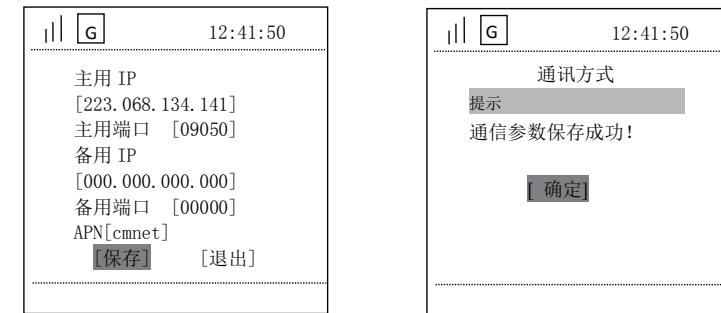 G 12:41:50
主用 IP
[223.068.134.141]
主用端口 [09050]
备用 IP
[000.000.000.000]
备用端口 [00000]
APN[cmnet]
[保存] [退出]
G 12:41:50
通讯方式
提示
通信参数保存成功!
[ 确定]